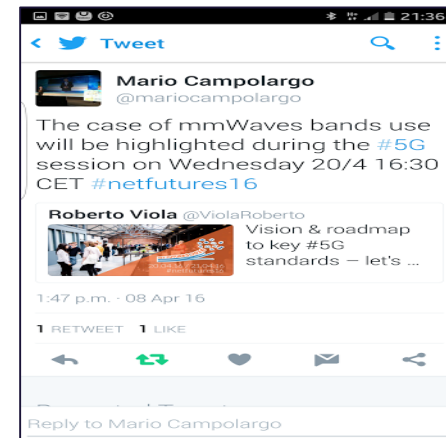 21:36
Tweet
Mario Campolargo
@mariocampolargo
The case of mmWaves bands use
will be highlighted during the #5G
session on Wednesday 20/4 16:30
CET #netfutures16
Roberto Viola @ViolaRoberto
Vision & roadmap
to key #5G
standards – let's ...
1:47 p.m. · 08 Apr 16
1 RETWEET 1 LIKE
Reply to Mario Campolargo